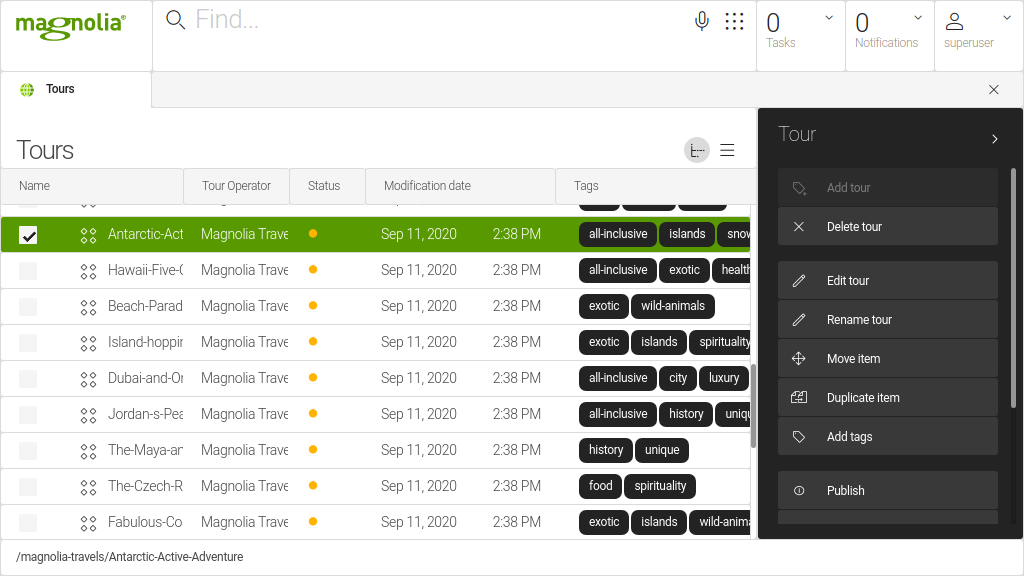 magnolia®
Find...
0
Tasks
0
Notifications
superuser
Tours
Tours
Name Tour Operator Status Modification date Tags
Antarctic-Act Magnolia Trave Sep 11, 2020 2:38 PM all-inclusive islands snow
Hawaii-Five-0 Magnolia Trave Sep 11, 2020 2:38 PM all-inclusive exotic health
Beach-Parad Magnolia Trave Sep 11, 2020 2:38 PM exotic wild-animals
Island-hoppin Magnolia Trave Sep 11, 2020 2:38 PM exotic islands spirituality
Dubai-and-Or Magnolia Trave Sep 11, 2020 2:38 PM all-inclusive city luxury
Jordan-s-Pea Magnolia Trave Sep 11, 2020 2:38 PM all-inclusive history uniqu
The-Maya-an Magnolia Trave Sep 11, 2020 2:38 PM history unique
The-Czech-R Magnolia Trave Sep 11, 2020 2:38 PM food spirituality
Fabulous-Co Magnolia Trave Sep 11, 2020 2:38 PM exotic islands wild-anima
/magnolia-travels/Antarctic-Active-Adventure
Tour
Add tour
Delete tour
Edit tour
Rename tour
Move item
Duplicate item
Add tags
Publish